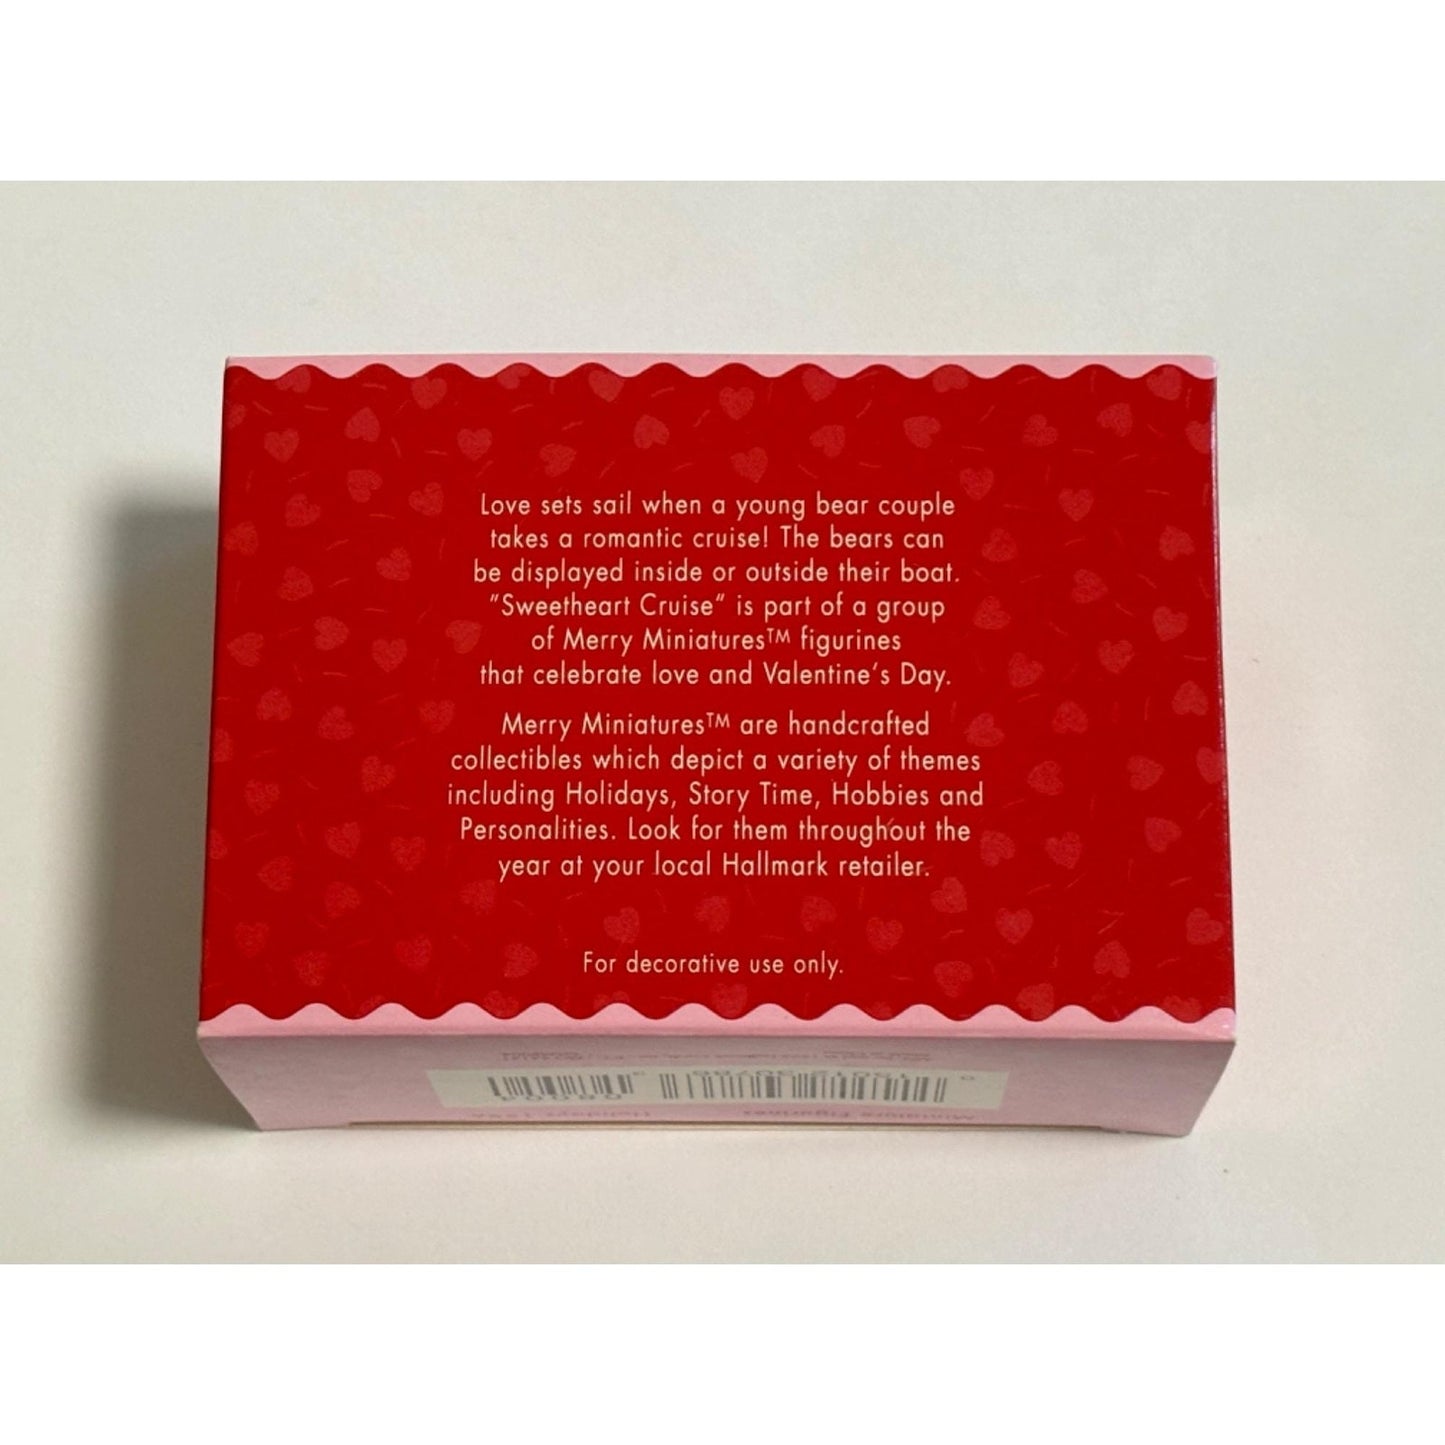 Love sets sail when a young bear couple
takes a romantic cruise! The bears can
be displayed inside or outside their boat.
"Sweetheart Cruise" is part of a group
of Merry Miniatures™ figurines
that celebrate love and Valentine's Day.
Merry Miniatures™ are handcrafted
collectibles which depict a variety of themes
including Holidays, Story Time, Hobbies and
Personalities. Look for them throughout the
year at your local Hallmark retailer.
For decorative use only.
Miniature Figurines